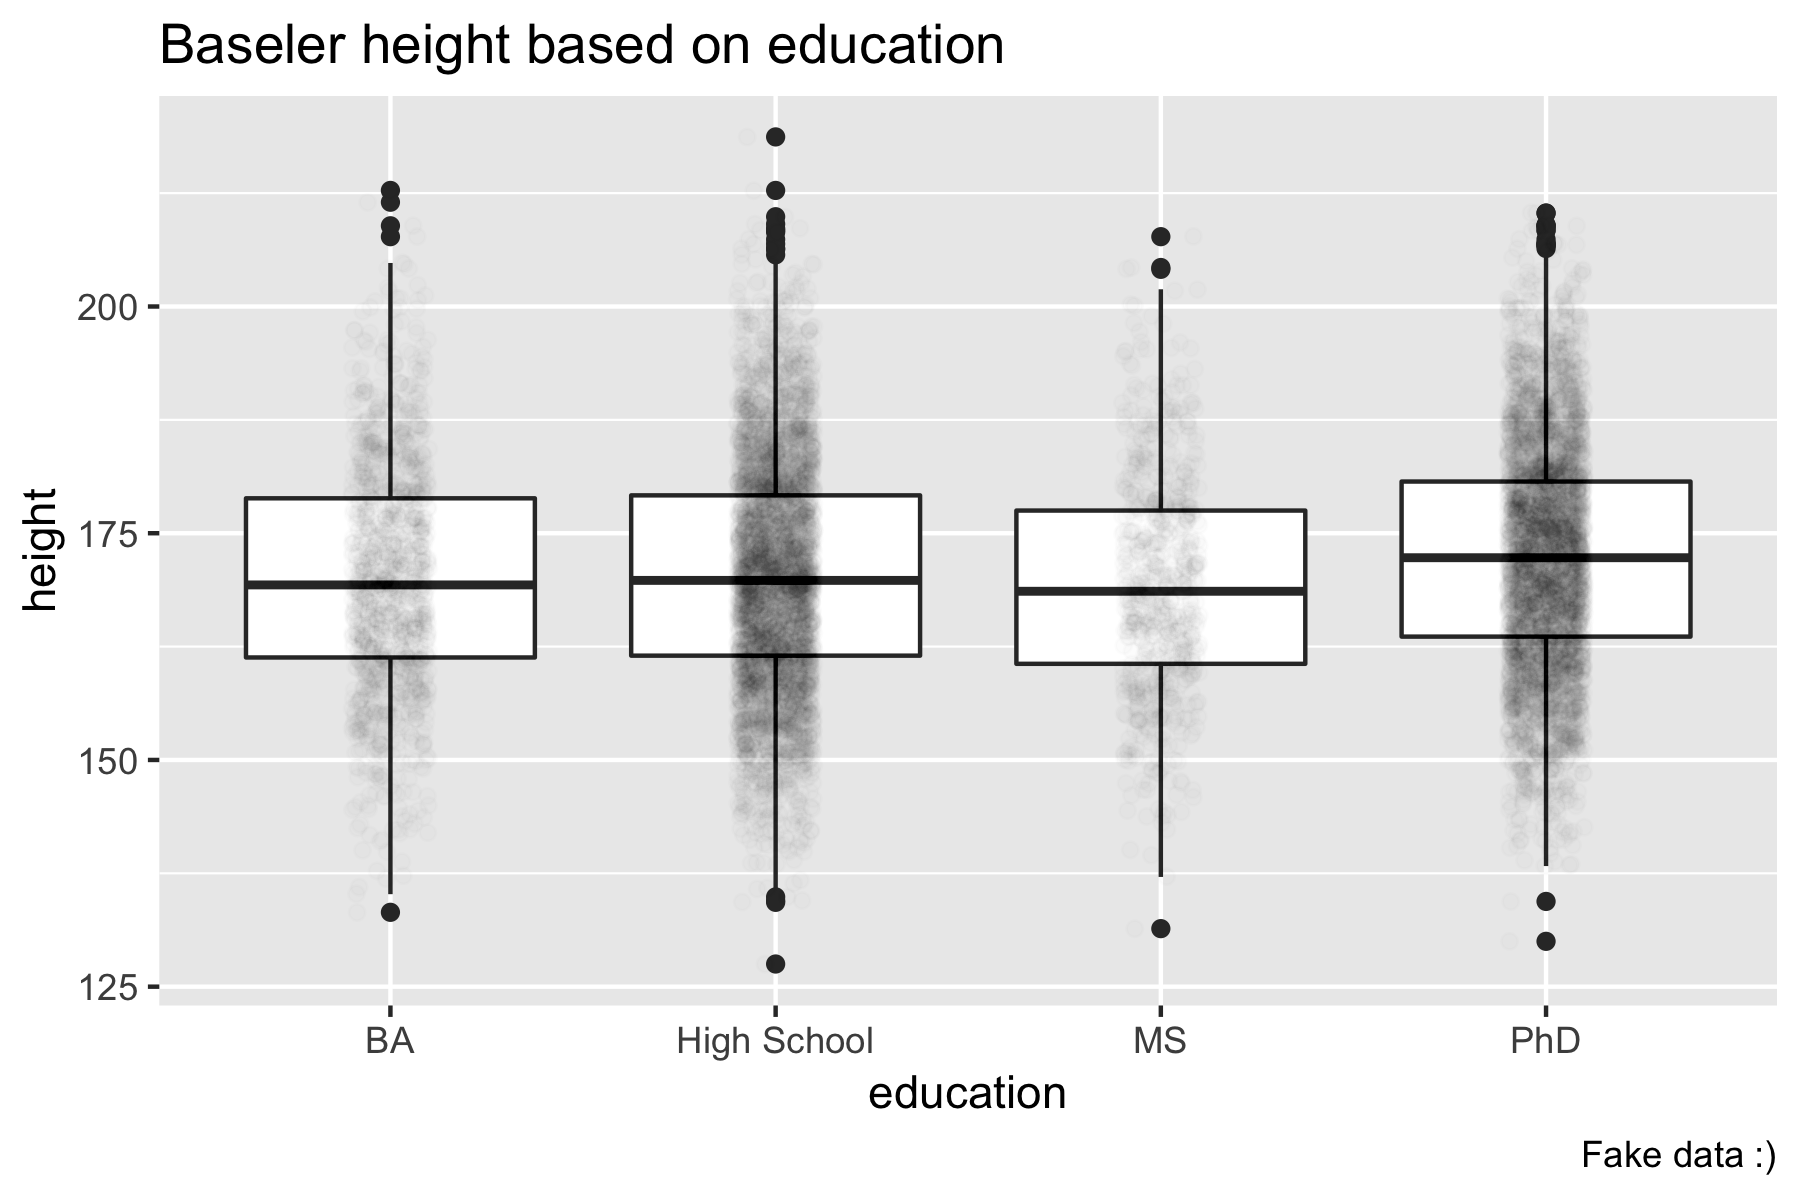 Baseler height based on education
height
200
175
150
125
BA
High School
MS
PhD
education
Fake data :)